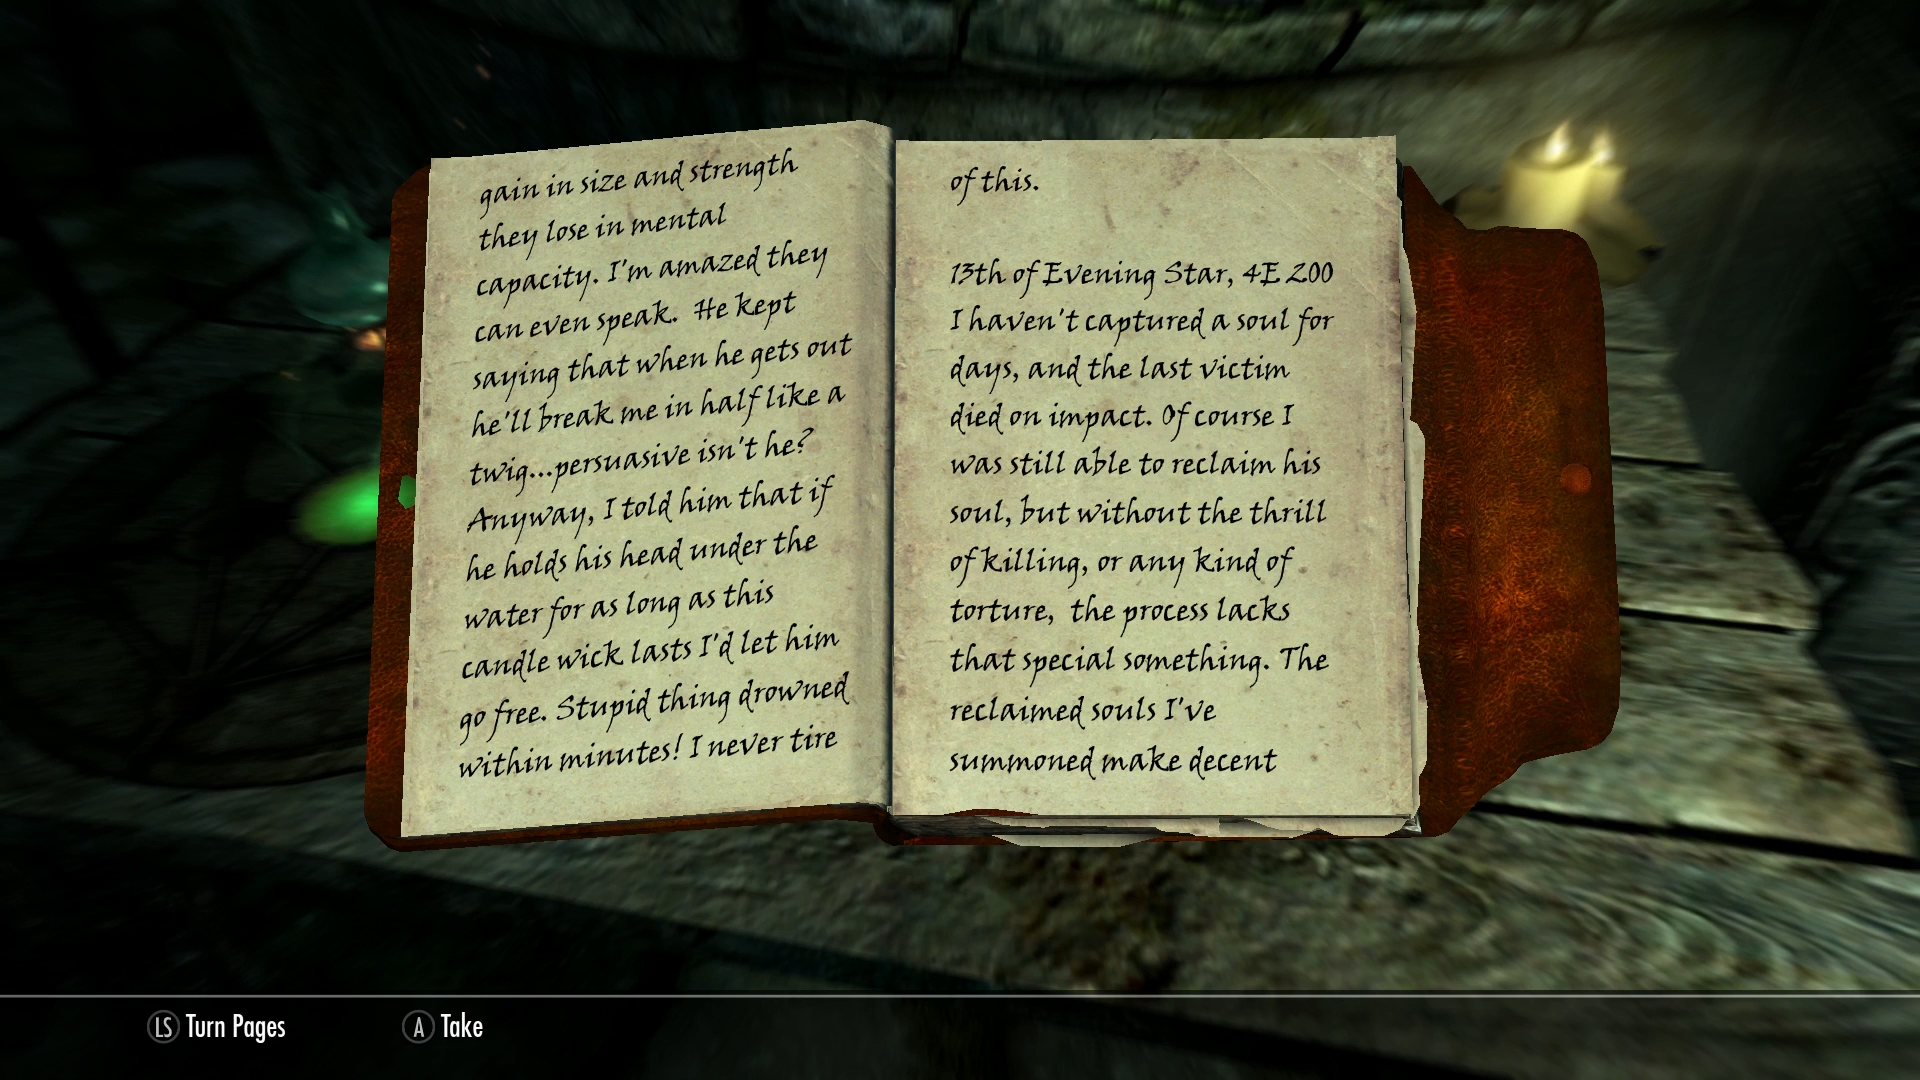 gain in size and strength
they lose in mental
capacity. I'm amazed they
can even speak.  He kept
saying that when he gets out
he'll break me in half like a
twig...persuasive isn't he?
Anyway, I told him that if
he holds his head under the
water for as long as this
candle wick lasts I'd let him
go free. Stupid thing drowned
within minutes! I never tire
of this.
13th of Evening Star, 4E 200
I haven't captured a soul for
days, and the last victim
died on impact. Of course I
was still able to reclaim his
soul, but without the thrill
of killing, or any kind of
torture,  the process lacks
that special something. The
reclaimed souls I've
summoned make decent
LS Turn Pages
A Take